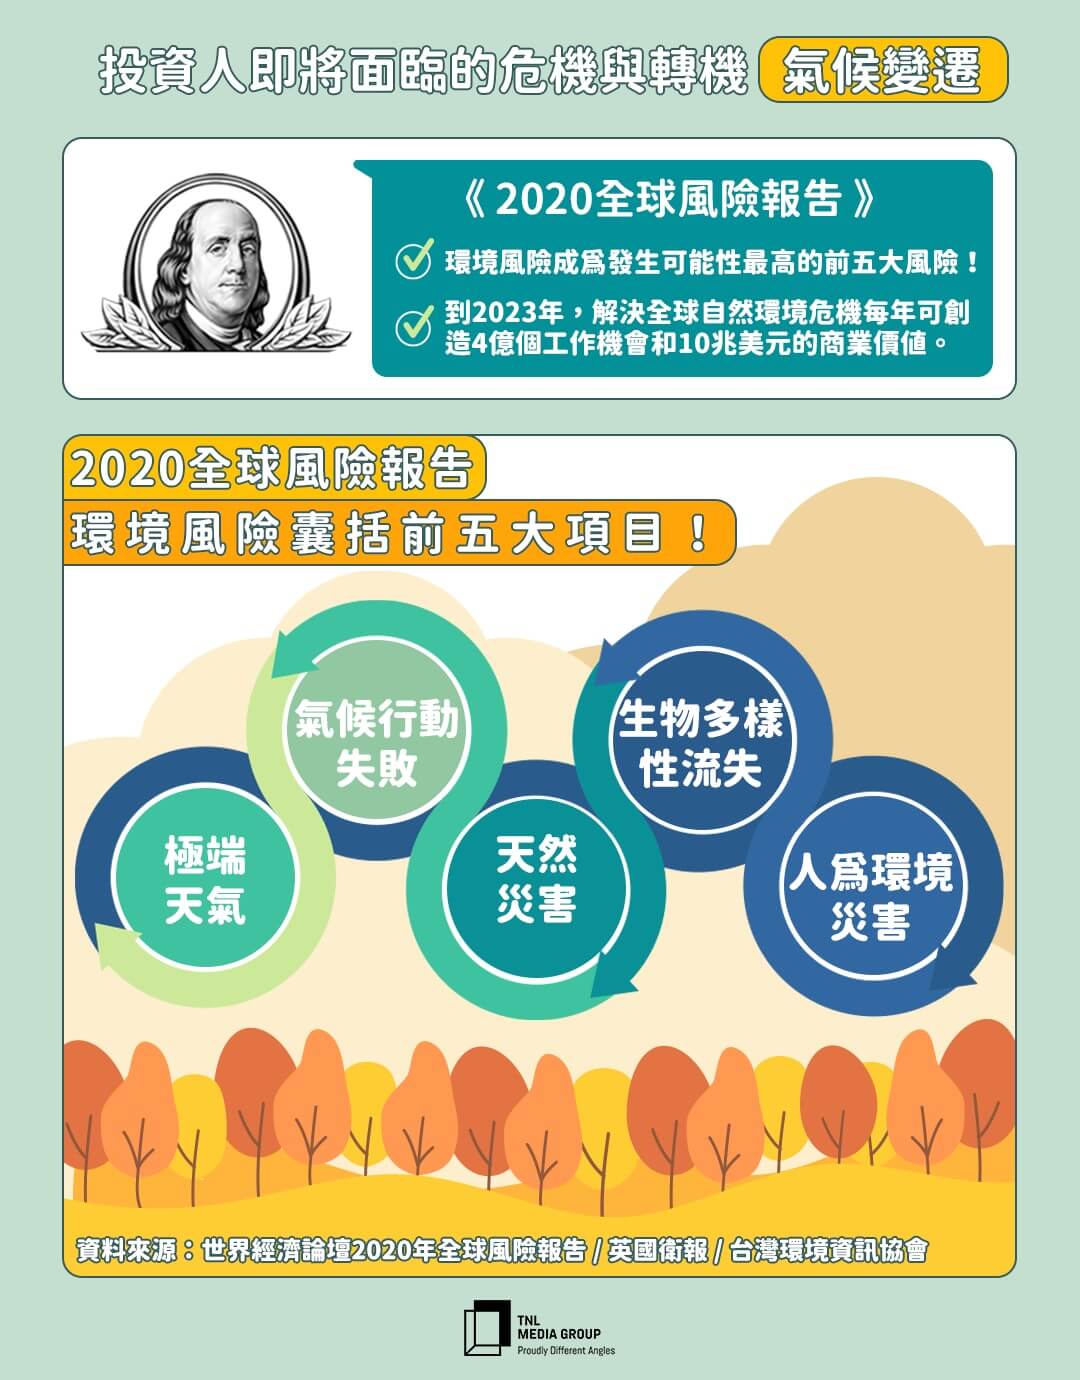 投資人即將面臨的危機與轉機 氣候變遷
《2020全球風險報告》
環境風險成爲發生可能性最高的前五大風險！
到2023年，解決全球自然環境危機每年可創
造4億個工作機會和10兆美元的商業價值。
2020全球風險報告
環境風險囊括前五大項目！
氣候行動
失敗
生物多樣
性流失
極端
天氣
天然
災害
人爲環境
災害
資料來源：世界經濟論壇2020年全球風險報告 / 英國衛報 / 台灣環境資訊協會
TNL
MEDIA GROUP
Proudly Different Angles